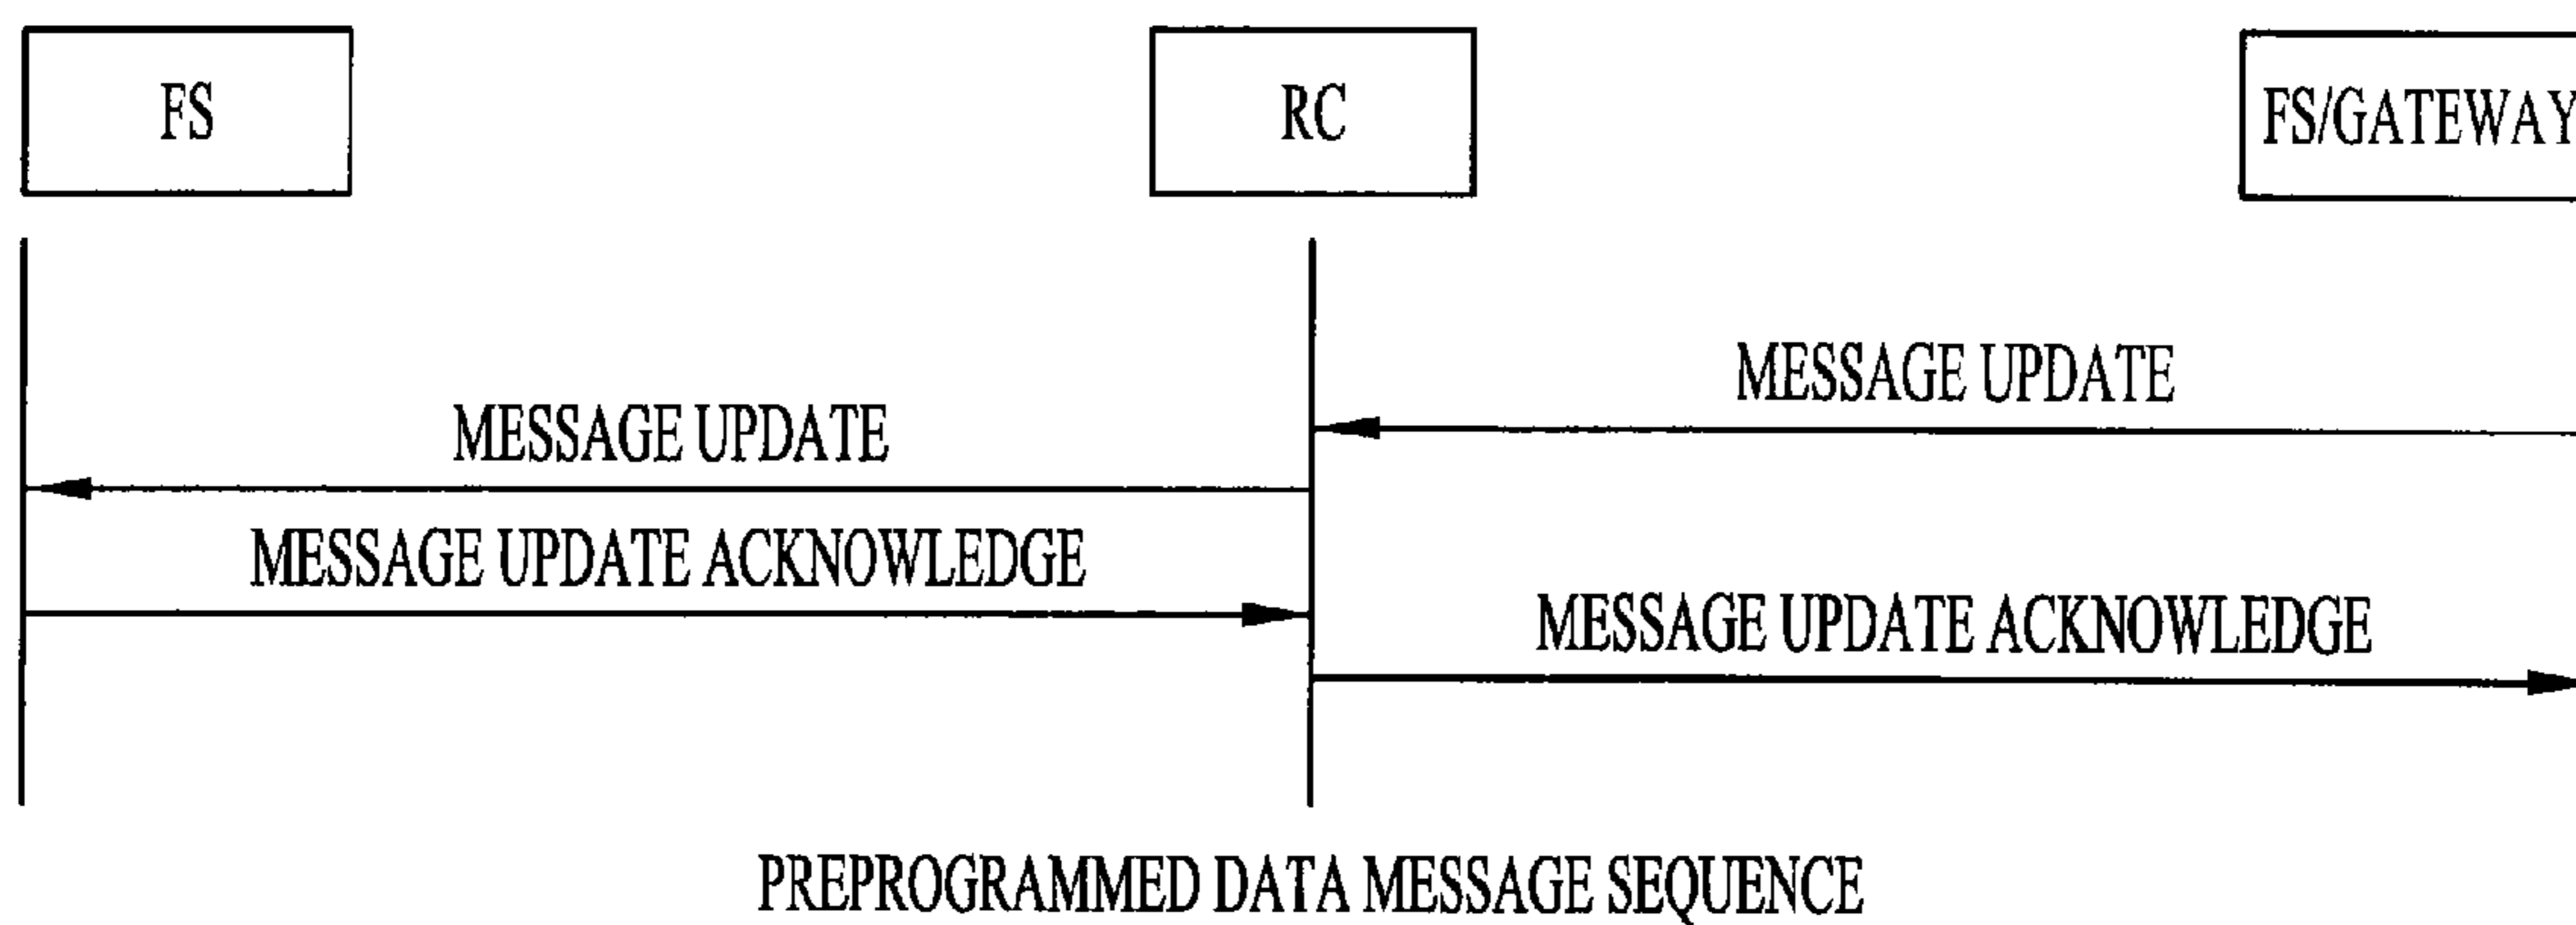 FS
RC
FS/GATEWAY
MESSAGE UPDATE
MESSAGE UPDATE
MESSAGE UPDATE ACKNOWLEDGE
MESSAGE UPDATE ACKNOWLEDGE
PREPROGRAMMED DATA MESSAGE SEQUENCE